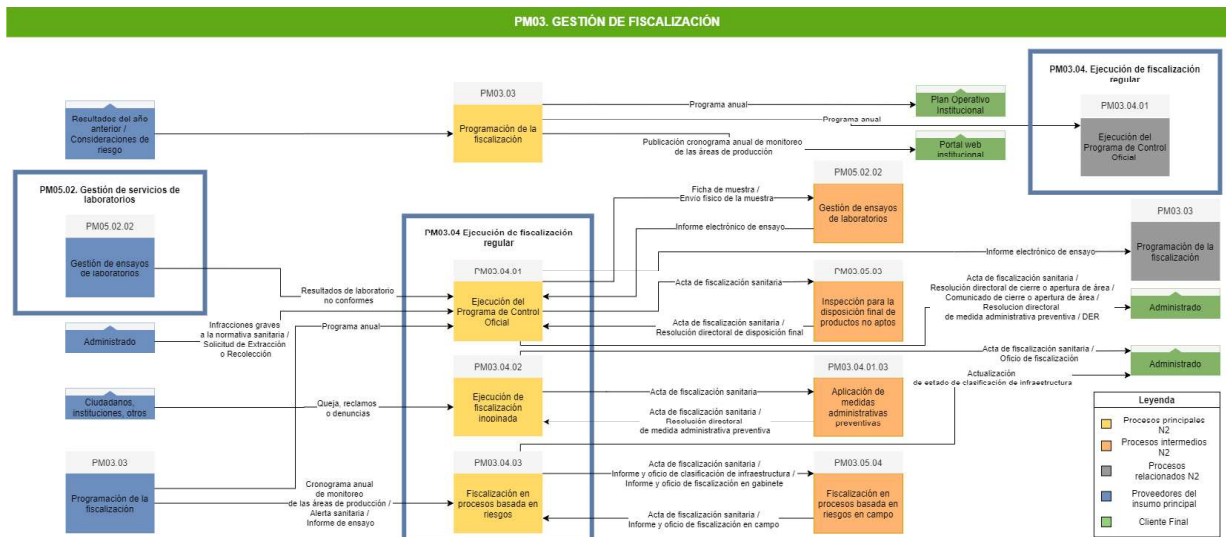 PM03. GESTIÓN DE FISCALIZACIÓN
Resultados del año
anterior /
Consideraciones de
riesgo
PM03.03
Programación de la
fiscalización
Programa anual
Programa anual
Publicación cronograma anual de monitoreo
de las áreas de producción
Plan Operativo
Institucional
Portal web
institucional
PM03.04. Ejecución de fiscalización
regular
PM03.04.01
Ejecución del
Programa de Control
Oficial
PM05.02. Gestión de servicios de
laboratorios
PM05.02.02
Gestión de ensayos
de laboratorios
Resultados de laboratorio
no conformes
Administrado
Infracciones graves
a la normativa sanitaria /
Solicitud de Extracción
o Recolección
Programa anual
Ciudadanos,
instituciones, otros
Queja, reclamos
o denuncias
PM03.03
Programación de la
fiscalización
Cronograma anual
de monitoreo
de las áreas de producción /
Alerta sanitaria /
Informe de ensayo
PM03.04 Ejecución de fiscalización
regular
PM03.04.01
Ejecución del
Programa de Control
Oficial
PM03.04.02
Ejecución de
fiscalización
inopinada
PM03.04.03
Fiscalización en
procesos basada en
riesgos
Ficha de muestra /
Envío físico de la muestra
Informe electrónico de ensayo
Acta de fiscalización sanitaria
Acta de fiscalización sanitaria /
Resolución directoral de disposición final
Acta de fiscalización sanitaria
Acta de fiscalización sanitaria /
Resolución directoral
de medida administrativa preventiva
Acta de fiscalización sanitaria /
Informe y oficio de clasificación de infraestructura /
Informe y oficio de fiscalización en gabinete
Acta de fiscalización sanitaria /
Informe y oficio de fiscalización en campo
PM05.02.02
Gestión de ensayos
de laboratorios
PM03.05.03
Inspección para la
disposición final de
productos no aptos
PM03.04.01.03
Aplicación de
medidas
administrativas
preventivas
PM03.05.04
Fiscalización en
procesos basada en
riesgos en campo
Informe electrónico de ensayo
PM03.03
Programación de la
fiscalización
Acta de fiscalización sanitaria /
Resolución directoral de cierre o apertura de área /
Comunicado de cierre o apertura de área /
Resolucion directoral
de medida administrativa preventiva / DER
Administrado
Acta de fiscalización sanitaria /
Oficio de fiscalización
Actualización
de estado de clasificación de infraestructura
Administrado
Leyenda
Procesos principales
N2
Procesos intermedios
N2
Procesos
relacionados N2
Proveedores del
insumo principal
Cliente Final